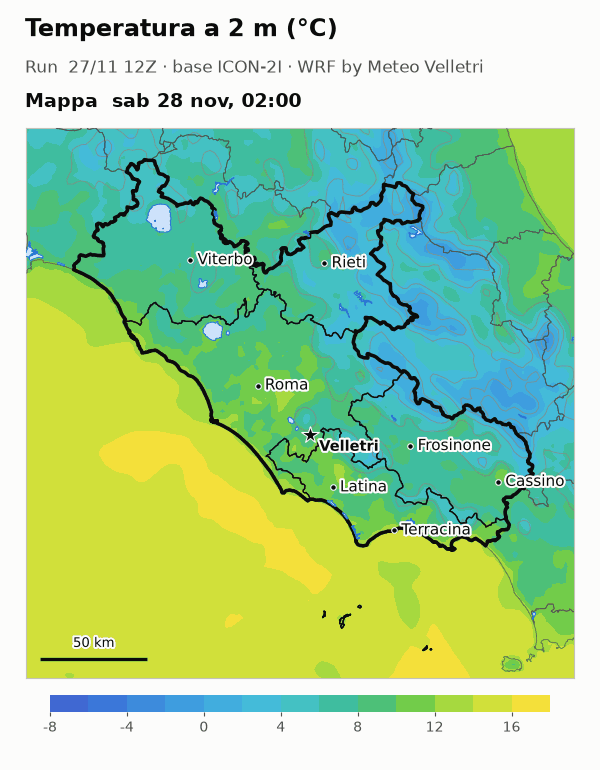 Temperatura a 2 m (°C)
Run  27/11 12Z · base ICON-2I · WRF by Meteo Velletri
Mappa  sab 28 nov, 02:00
Viterbo
Rieti
Roma
Velletri
Frosinone
Cassino
Latina
Terracina
50 km
-8 -4 0 4 8 12 16